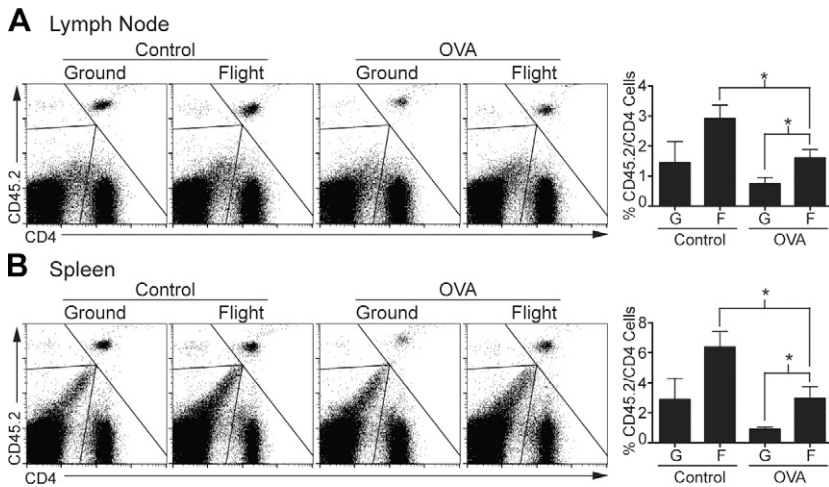 A Lymph Node
Control OVA
Ground Flight Ground Flight
CD45.2
CD4
% CD45.2/CD4 Cells
4
3
2
1
0
* *
G F G F
Control OVA
B Spleen
Control OVA
Ground Flight Ground Flight
CD45.2
CD4
% CD45.2/CD4 Cells
8
6
4
2
0
* *
G F G F
Control OVA